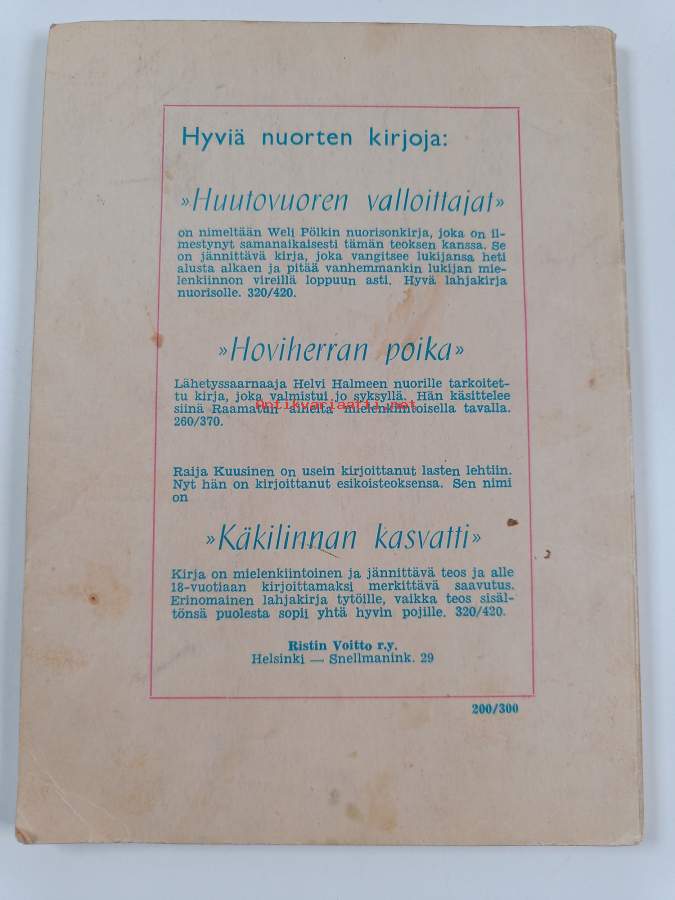 Hyviä nuorten kirjoja:
»Huutovuoren valloittajat»
on nimeltään Weli Pölkin nuorisonkirja, joka on il-
mestynyt samanaikaisesti tämän teoksen kanssa. Se
on jännittävä kirja, joka vangitsee lukijansa heti
alusta alkaen ja pitää vanhemmankin lukijan mie-
lenkiinnon vireillä loppuun asti. Hyvä lahjakirja
nuorisolle. 320/420.
»Hoviherran poika»
Lähetyssaarnaaja Helvi Halmeen nuorille tarkoitet-
tu kirja, joka valmistui jo syksyllä. Hän käsittelee
siinä Raamatun aiheita mielenkiintoisella tavalla.
Antikvariaatti.net
260/370.
Raija Kuusinen on usein kirjoittanut lasten lehtiin.
Nyt hän on kirjoittanut esikoisteoksensa. Sen nimi
on
»Käkilinnan kasvatti»
Kirja on mielenkiintoinen ja jännittävä teos ja alle
18-vuotiaan kirjoittamaksi merkittävä saavutus.
Erinomainen lahjakirja tytöille, vaikka teos sisäl-
tönsä puolesta sopii yhtä hyvin pojille. 320/420.
Ristin Voitto r.y.
Helsinki — Snellmanink. 29
200/300